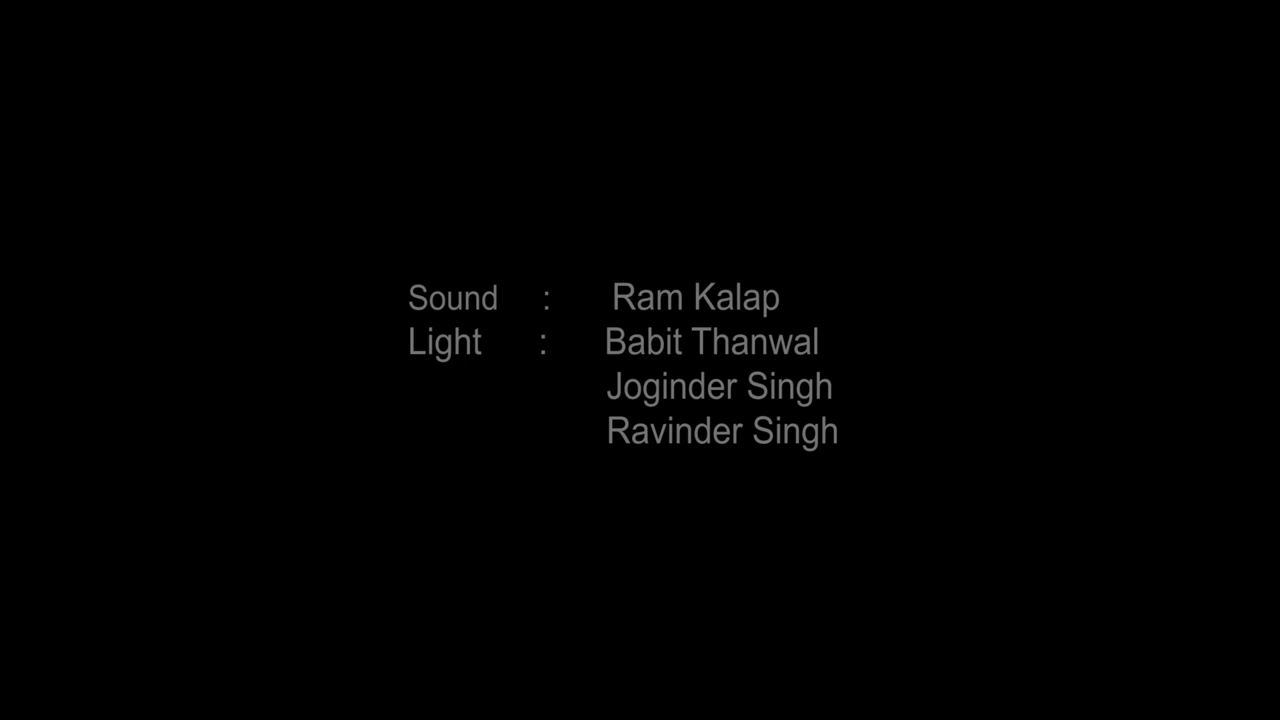 Sound : Ram Kalap
Light : Babit Thanwal
Joginder Singh
Ravinder Singh